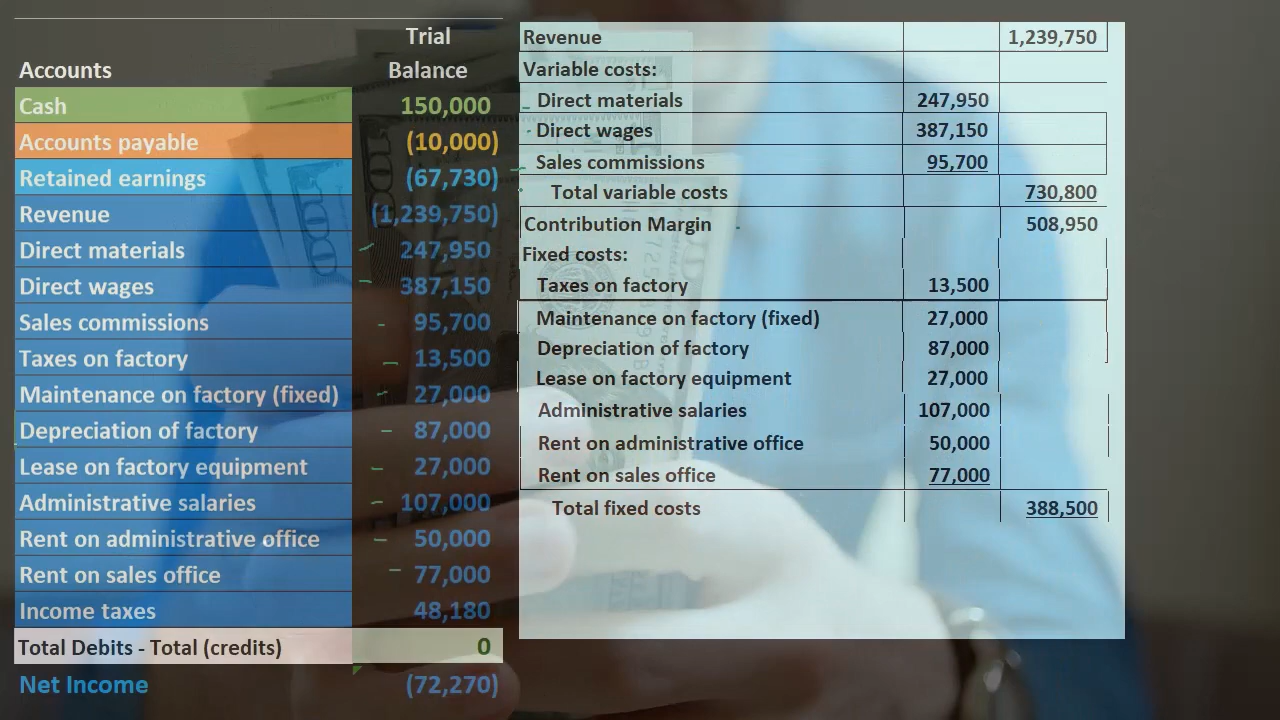 Trial
Accounts Balance
Cash 150,000
Accounts payable (10,000)
Retained earnings (67,730)
Revenue (1,239,750)
Direct materials 247,950
Direct wages 387,150
Sales commissions 95,700
Taxes on factory 13,500
Maintenance on factory (fixed) 27,000
Depreciation of factory 87,000
Lease on factory equipment 27,000
Administrative salaries 107,000
Rent on administrative office 50,000
Rent on sales office 77,000
Income taxes 48,180
Total Debits - Total (credits) 0
Net Income (72,270)
Revenue 1,239,750
Variable costs:
Direct materials 247,950
Direct wages 387,150
Sales commissions 95,700
Total variable costs 730,800
Contribution Margin 508,950
Fixed costs:
Taxes on factory 13,500
Maintenance on factory (fixed) 27,000
Depreciation of factory 87,000
Lease on factory equipment 27,000
Administrative salaries 107,000
Rent on administrative office 50,000
Rent on sales office 77,000
Total fixed costs 388,500
100
100